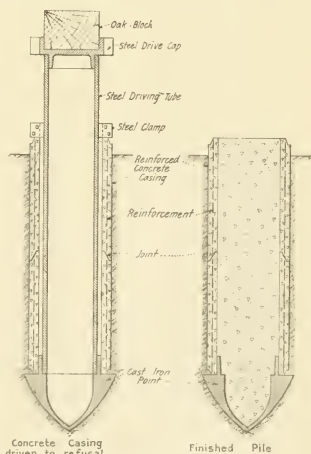 Oak Block
Steel Drive Cap
Steel Driving Tube
Steel Clamp
Reinforced
Concrete
Casing
Reinforcement
Joint
Cast Iron
Point
Concrete Casing
driven to refusal
Finished Pile